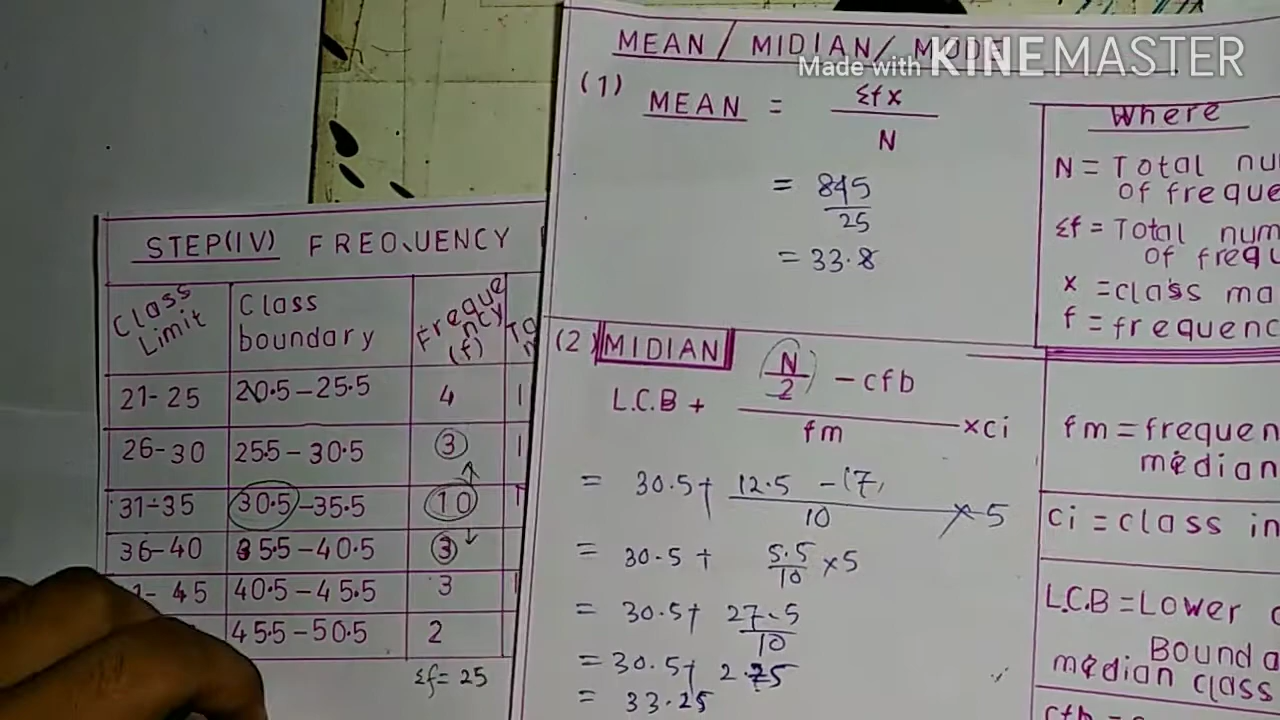 MEAN / MIDIAN / MODE
Made with KINEMASTER
(1) MEAN = Σfx
N
= 845
25
= 33.8
Where
N = Total nu
of freque
Σf = Total num
of frequ
x = class ma
f = frequenc
STEP(IV) FREQUENCY
Class Limit
Class boundary
Frequency (f)
21-25 20.5-25.5 4
26-30 25.5-30.5 3
31-35 30.5-35.5 10
36-40 35.5-40.5 3
45 40.5-45.5 3
45.5-50.5 2
Σf= 25
(2) MIDIAN
L.C.B + N/2 - cfb
fm ×ci
= 30.5+ 12.5 -(7)
10 ×5
= 30.5+ 5.5/10 ×5
= 30.5+ 27.5
10
= 30.5+ 2.75
= 33.25
fm = frequen
median
ci = class in
L.C.B = Lower
Bounda
median class
cfb =